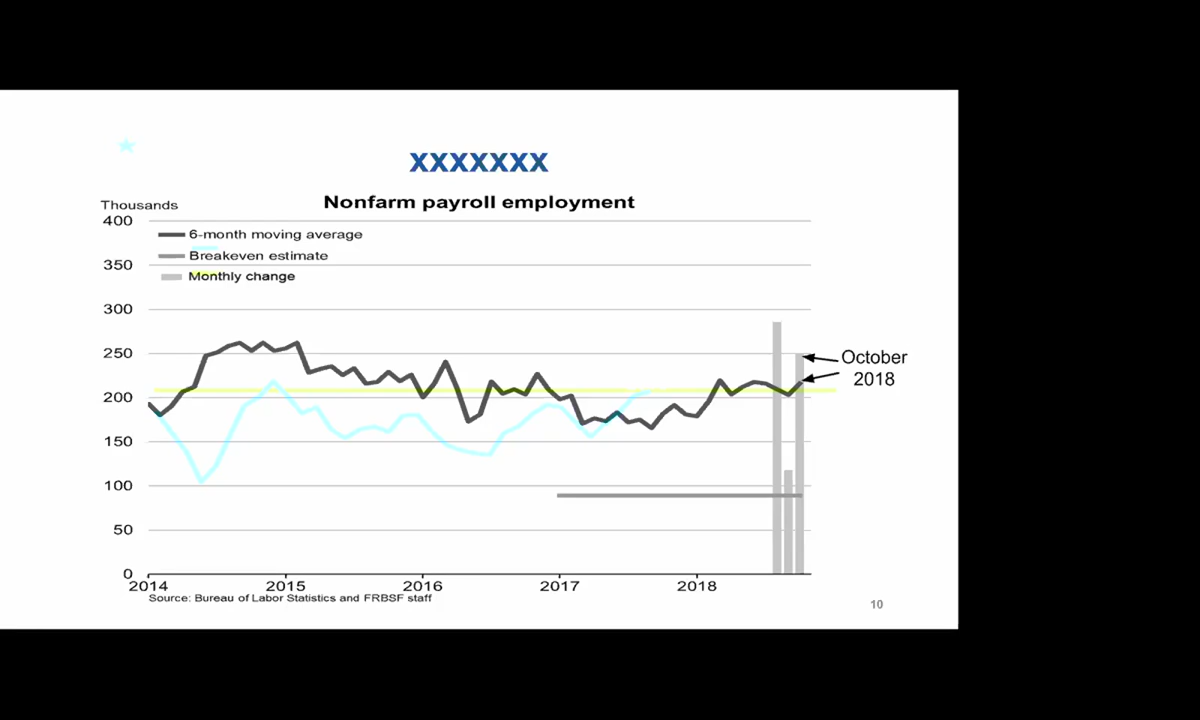 XXXXXXX
Nonfarm payroll employment
Thousands
400
6-month moving average
Breakeven estimate
350
Monthly change
300
250
October
2018
200
150
100
50
0
2014 2015 2016 2017 2018
Source: Bureau of Labor Statistics and FRBSF staff
10